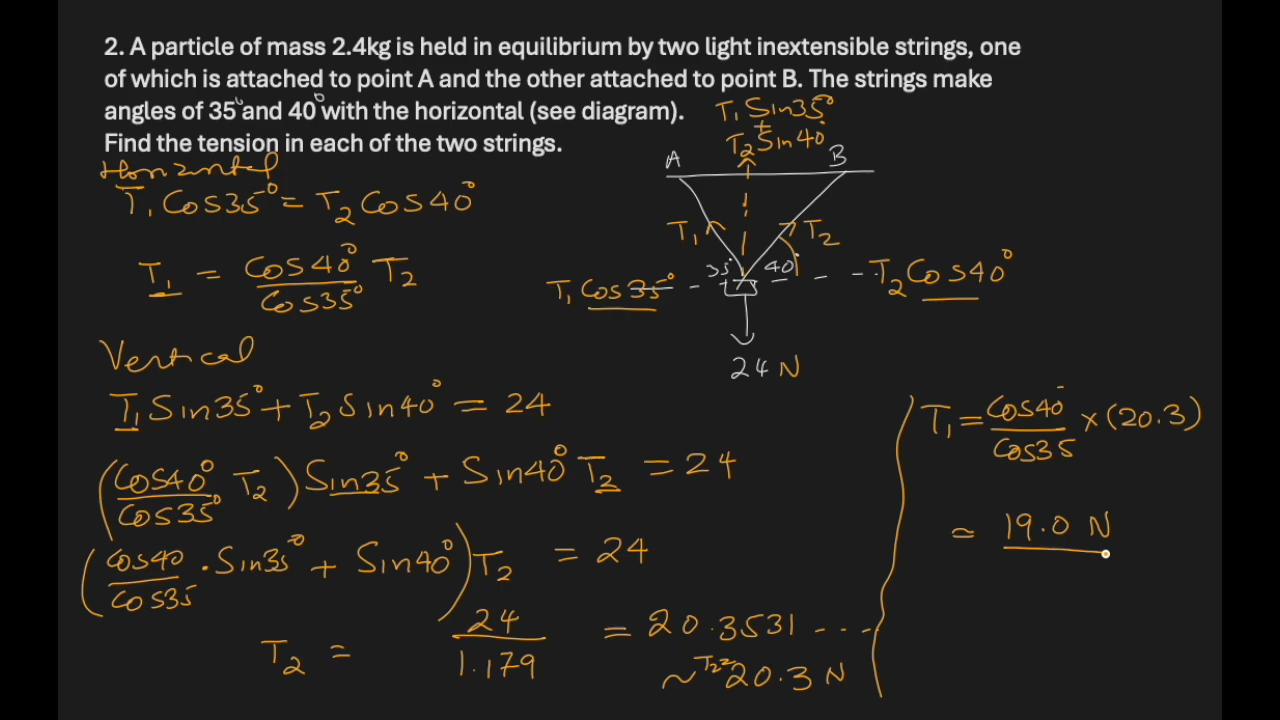 2. A particle of mass 2.4kg is held in equilibrium by two light inextensible strings, one
of which is attached to point A and the other attached to point B. The strings make
angles of 35° and 40° with the horizontal (see diagram).
Find the tension in each of the two strings.
T₁ Sin35°
+
T₂ Sin40°
A B
T₁ T₂
35° 40°
T₁ Cos35° T₂ Cos40°
24 N
Horizontal
T₁ Cos35° = T₂ Cos40°
T₁ = Cos40°/Cos35° T₂
Vertical
T₁ Sin35° + T₂ Sin40° = 24
(Cos40°/Cos35° T₂) Sin35° + Sin40° T₂ = 24
(Cos40/Cos35 . Sin35° + Sin40°) T₂ = 24
T₂ = 24/1.179 = 20.3531 ....
~ T₂= 20.3 N
T₁ = Cos40/Cos35 × (20.3)
= 19.0 N